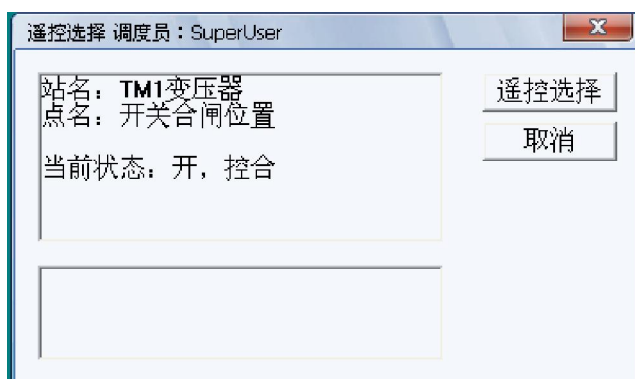 遥控选择 调度员：SuperUser
站名：TM1变压器
点名：开关合闸位置
当前状态：开，控合
遥控选择
取消